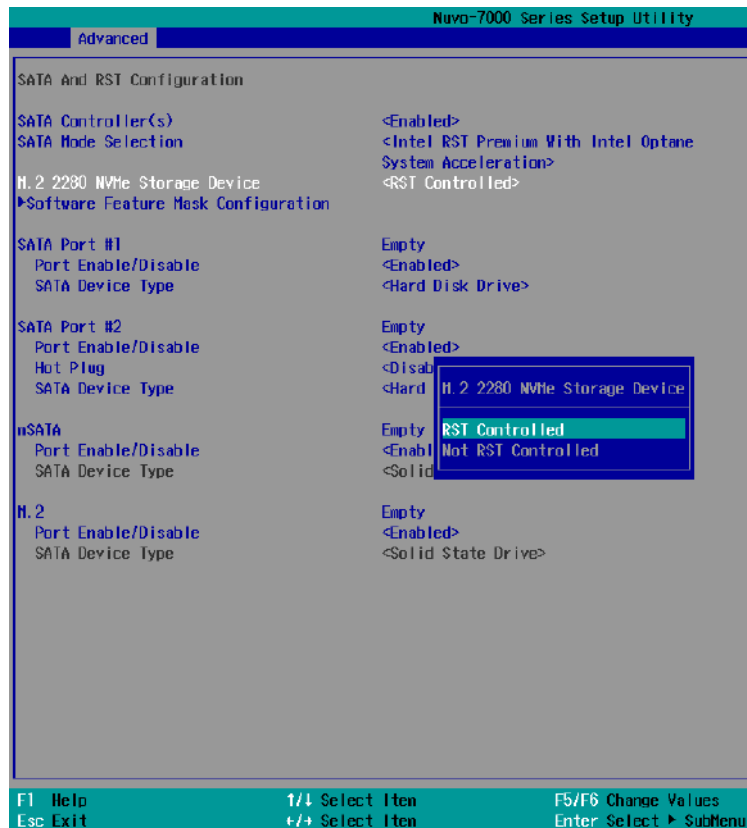 Nuvo-7000 Series Setup Utility
Advanced
SATA And RST Configuration
SATA Controller(s) <Enabled>
SATA Mode Selection <Intel RST Premium With Intel Optane
System Acceleration>
M.2 2280 NVMe Storage Device <RST Controlled>
►Software Feature Mask Configuration
SATA Port #1 Empty
Port Enable/Disable <Enabled>
SATA Device Type <Hard Disk Drive>
SATA Port #2 Empty
Port Enable/Disable <Enabled>
Hot Plug <Disab
SATA Device Type <Hard
M.2 2280 NVMe Storage Device
mSATA Empty
RST Controlled
Port Enable/Disable <Enabl
Not RST Controlled
SATA Device Type <Solid
M.2 Empty
Port Enable/Disable <Enabled>
SATA Device Type <Solid State Drive>
F1 Help ↑/↓ Select Item F5/F6 Change Values
Esc Exit ←/→ Select Item Enter Select ► SubMenu